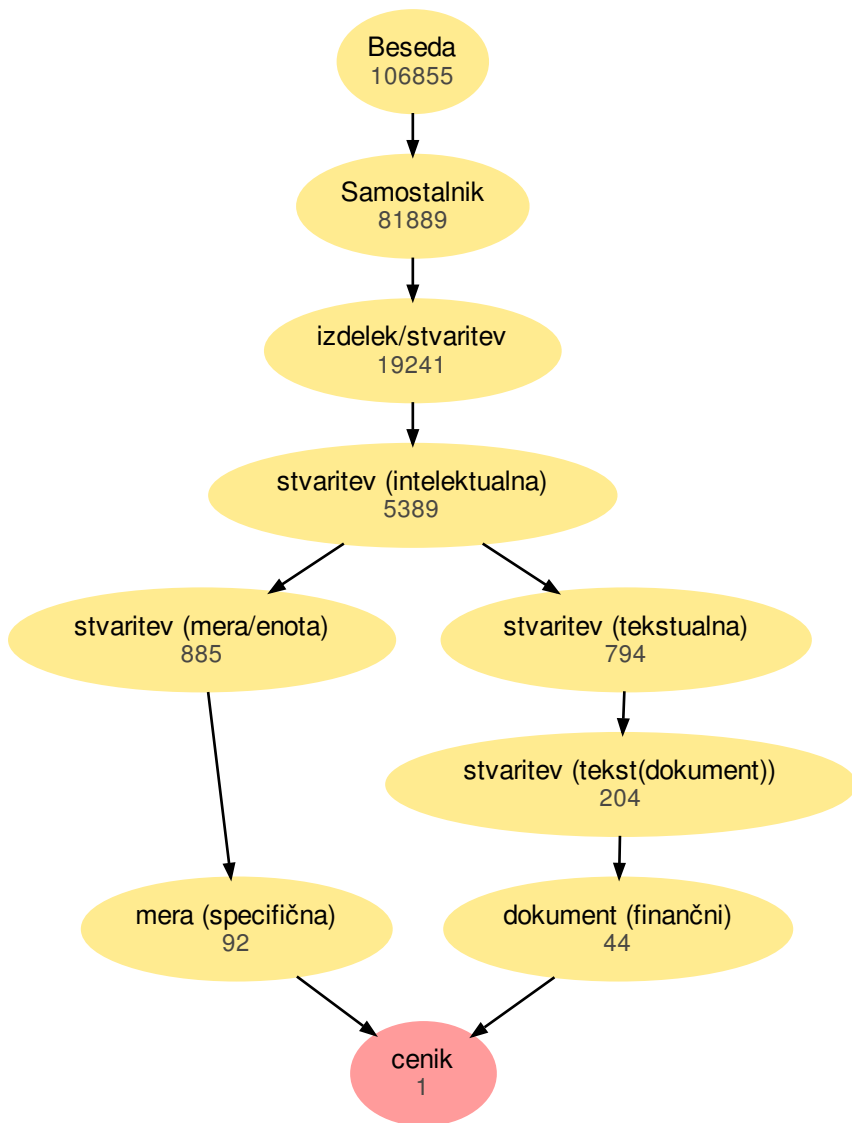 Beseda
106855
Samostalnik
81889
izdelek/stvaritev
19241
stvaritev (intelektualna)
5389
stvaritev (mera/enota)
885
stvaritev (tekstualna)
794
stvaritev (tekst(dokument))
204
mera (specifična)
92
dokument (finančni)
44
cenik
1